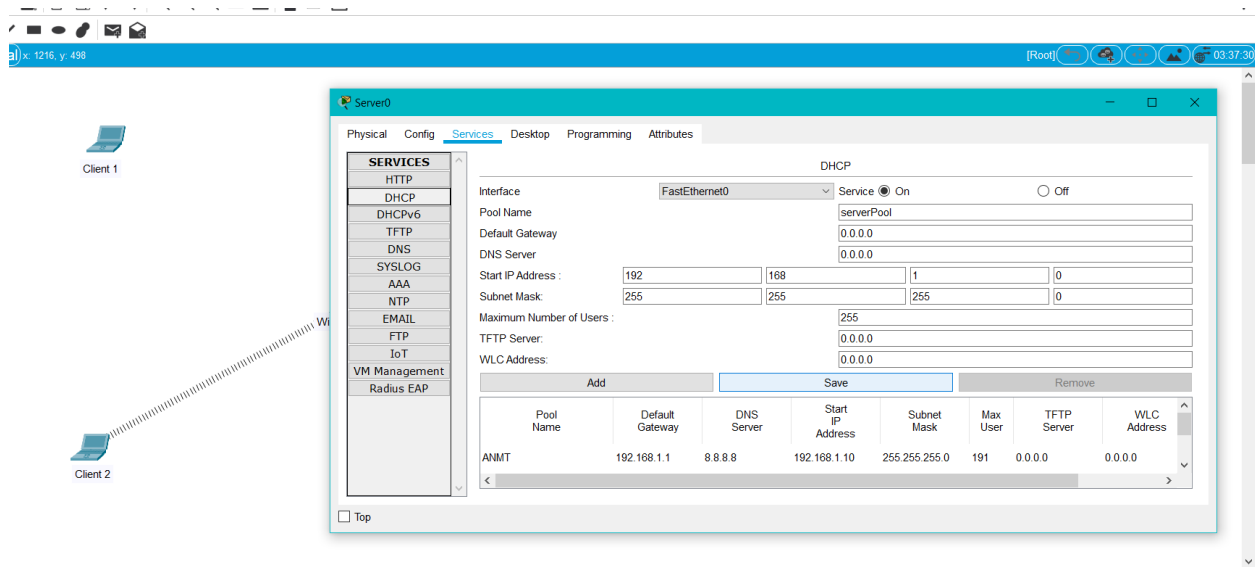 x: 1216, y: 498
[Root]
03:37:30
Client 1
Wi
Client 2
Server0
Physical Config Services Desktop Programming Attributes
SERVICES
HTTP
DHCP
DHCPv6
TFTP
DNS
SYSLOG
AAA
NTP
EMAIL
FTP
IoT
VM Management
Radius EAP
DHCP
Interface FastEthernet0 Service On Off
Pool Name serverPool
Default Gateway 0.0.0.0
DNS Server 0.0.0.0
Start IP Address : 192 168 1 0
Subnet Mask: 255 255 255 0
Maximum Number of Users : 255
TFTP Server: 0.0.0.0
WLC Address: 0.0.0.0
Add Save Remove
Pool Name Default Gateway DNS Server Start IP Address Subnet Mask Max User TFTP Server WLC Address
ANMT 192.168.1.1 8.8.8.8 192.168.1.10 255.255.255.0 191 0.0.0.0 0.0.0.0
Top